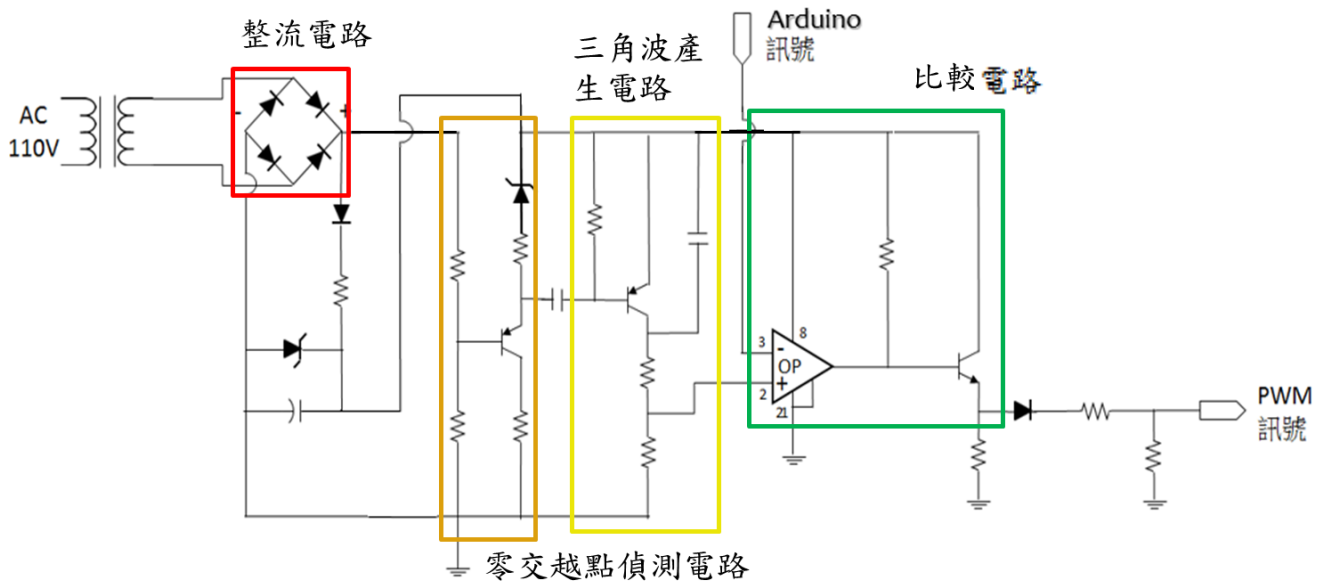 整流電路
三角波產
生電路
Arduino
訊號
比較電路
AC
110V
-
+
3
-
8
OP
+
2
21
PWM
訊號
零交越點偵測電路